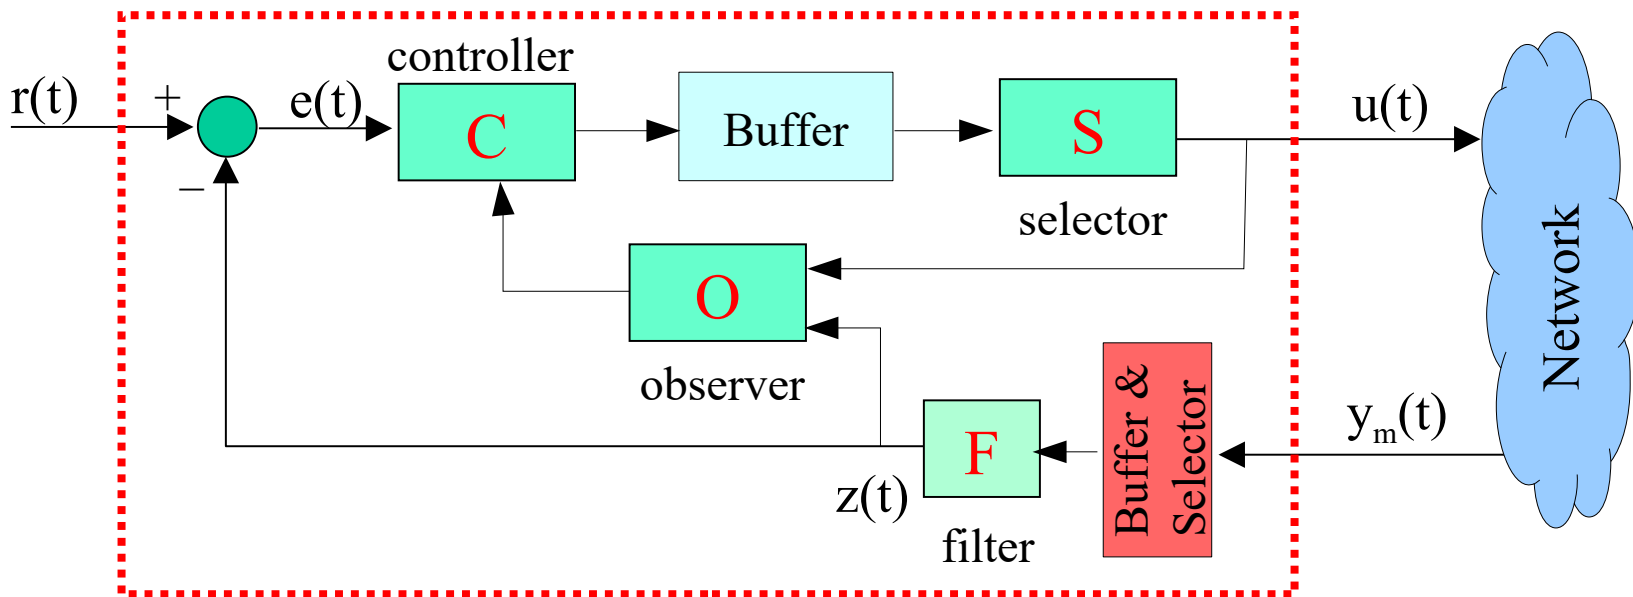 controller
r(t)
+
e(t)
C
Buffer
S
u(t)
−
selector
O
observer
Network
Buffer &
Selector
y_m(t)
F
z(t)
filter